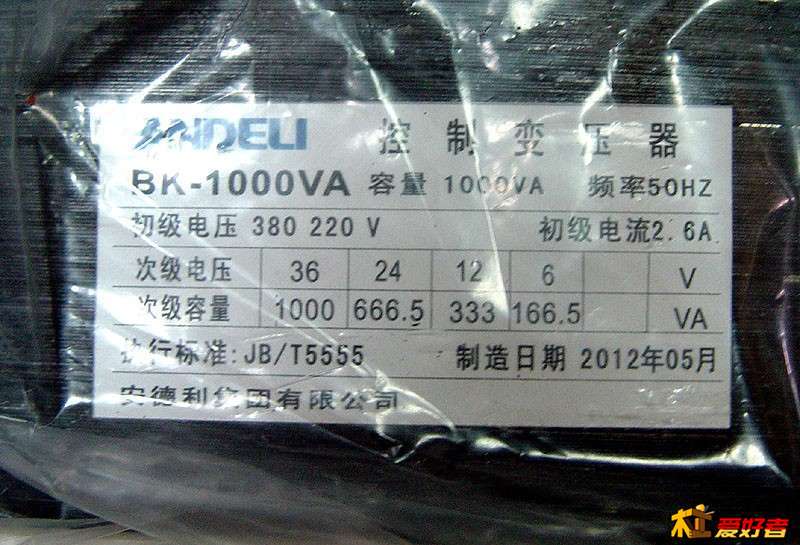 ANDELI 控制变压器
BK-1000VA 容量 1000VA 频率50HZ
初级电压 380 220 V 初级电流2.6A
次级电压 36 24 12 6 V
次级容量 1000 666.5 333 166.5 VA
执行标准:JB/T5555 制造日期 2012年05月
安德利集团有限公司
杠爱好者